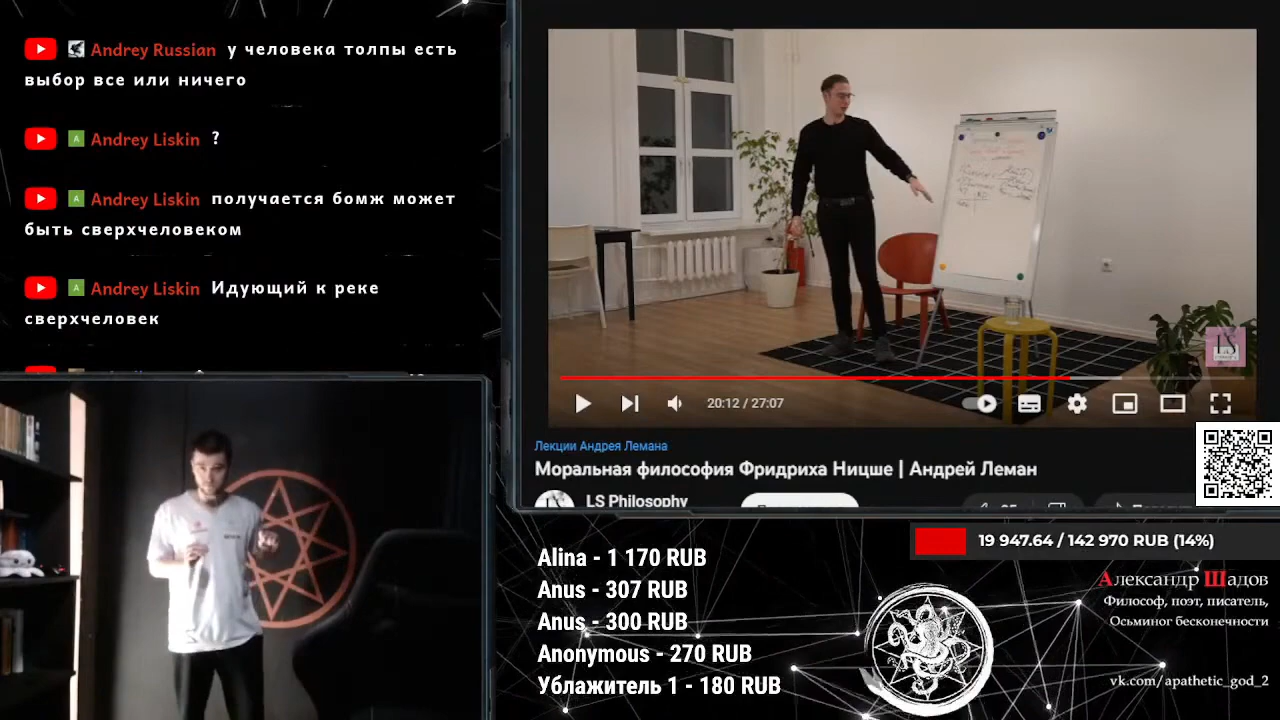 Andrey Russian у человека толпы есть
выбор все или ничего
Andrey Liskin ?
Andrey Liskin получается бомж может
быть сверхчеловеком
Andrey Liskin Идующий к реке
сверхчеловек
20:12 / 27:07
LS
Лекции Андрея Лемана
Моральная философия Фридриха Ницше | Андрей Леман
LS Philosophy
19 947.64 / 142 970 RUB (14%)
Alina - 1 170 RUB
Anus - 307 RUB
Anus - 300 RUB
Anonymous - 270 RUB
Ублажитель 1 - 180 RUB
Александр Шадов
Философ, поэт, писатель,
Осьминог бесконечности
vk.com/apathetic_god_2